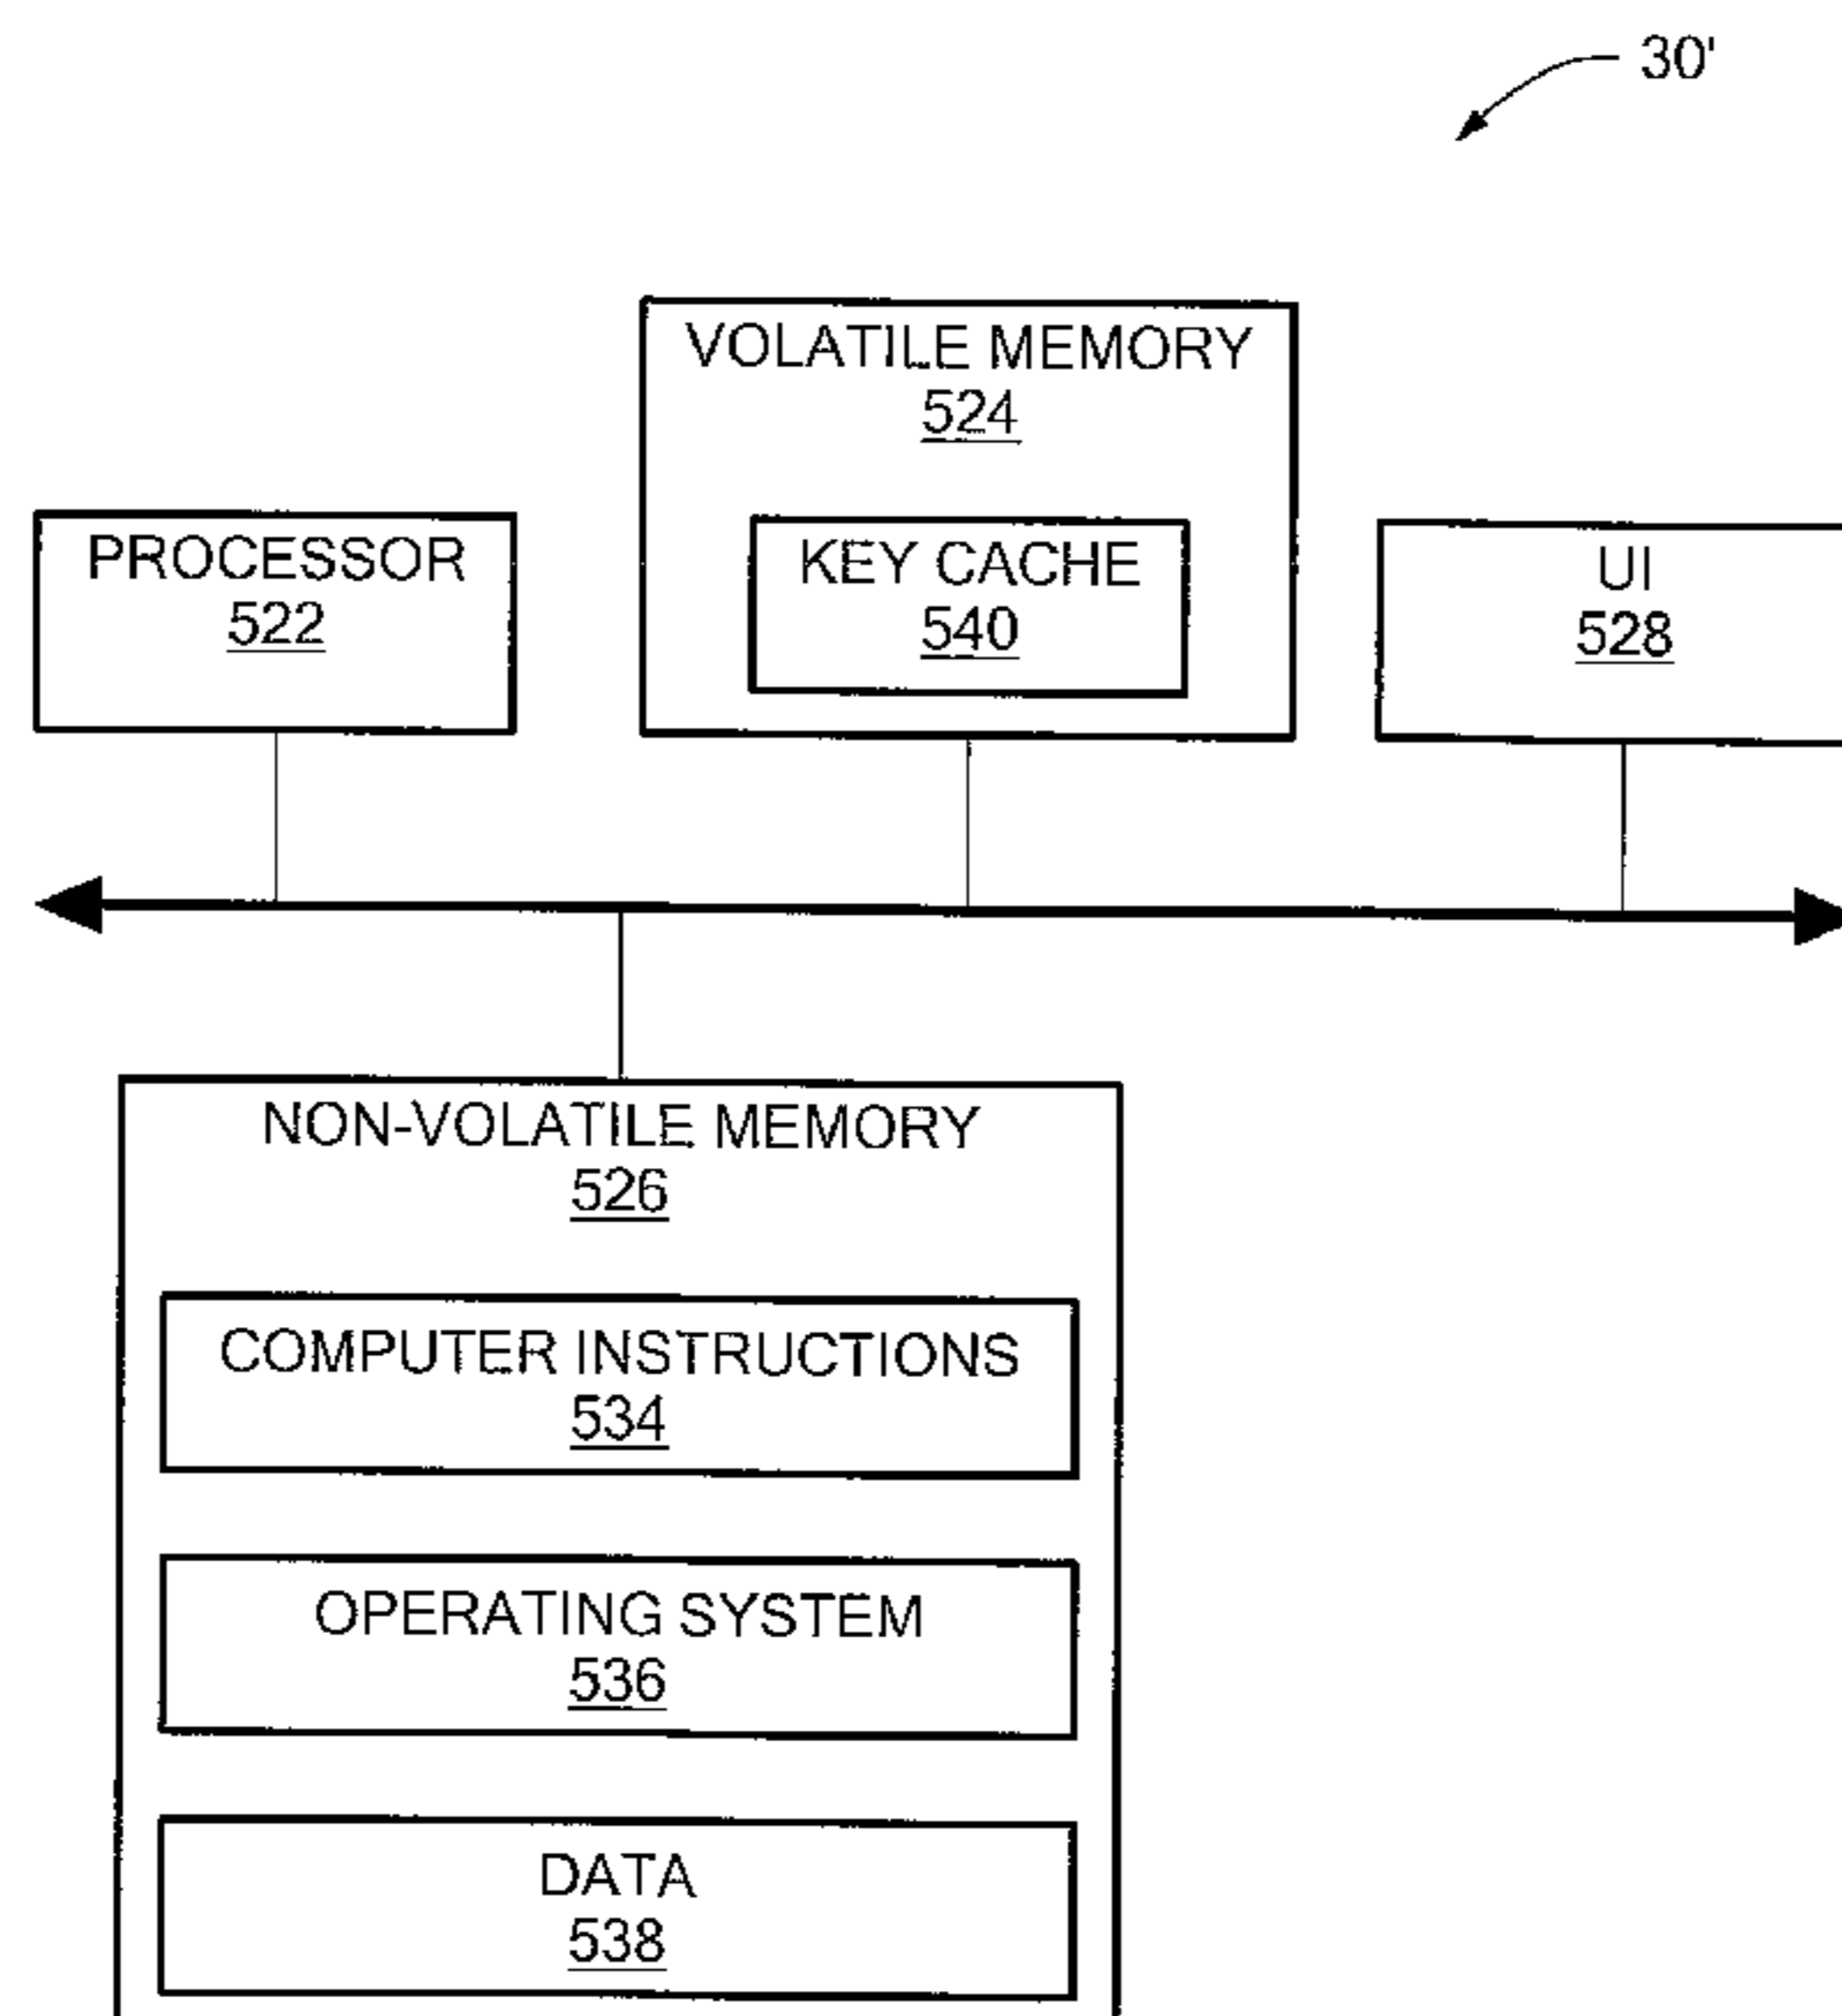 30'
VOLATILE MEMORY
524
PROCESSOR
522
KEY CACHE
540
UI
528
NON-VOLATILE MEMORY
526
COMPUTER INSTRUCTIONS
534
OPERATING SYSTEM
536
DATA
538